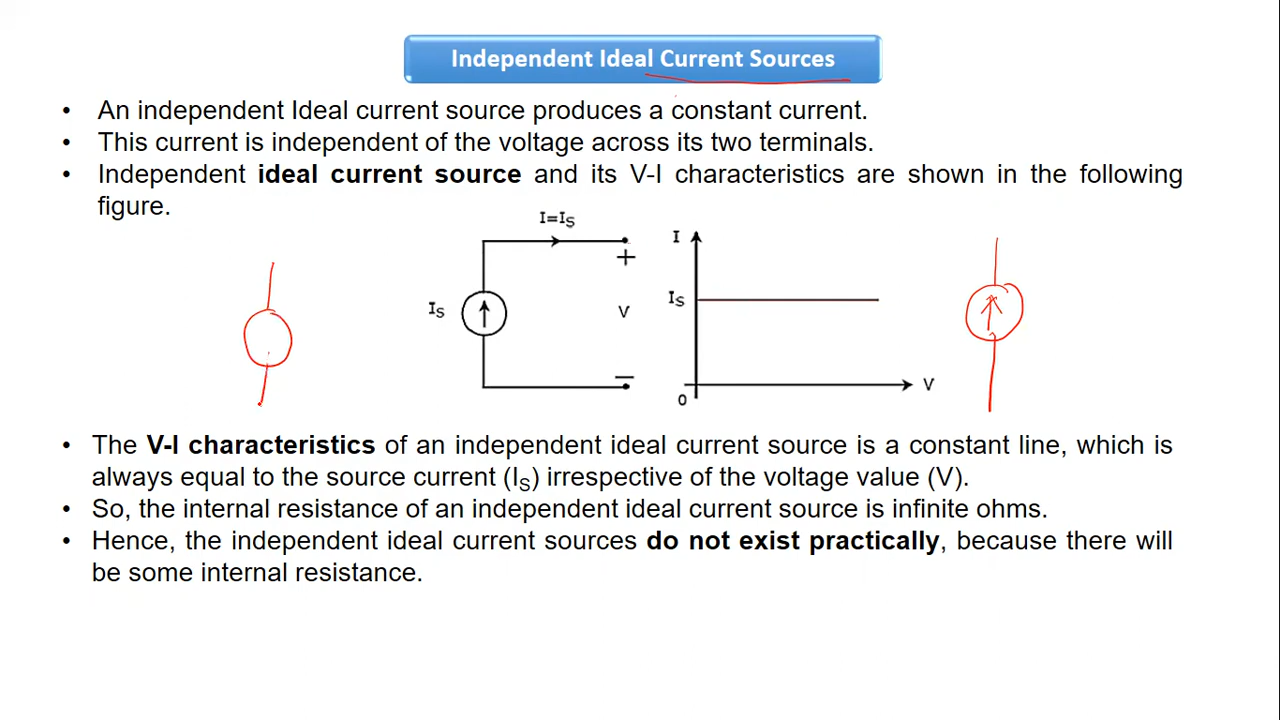 Independent Ideal Current Sources
• An independent Ideal current source produces a constant current.
• This current is independent of the voltage across its two terminals.
• Independent ideal current source and its V-I characteristics are shown in the following
figure.
I=IS
+
IS
V
–
I
IS
V
0
• The V-I characteristics of an independent ideal current source is a constant line, which is
always equal to the source current (IS) irrespective of the voltage value (V).
• So, the internal resistance of an independent ideal current source is infinite ohms.
• Hence, the independent ideal current sources do not exist practically, because there will
be some internal resistance.